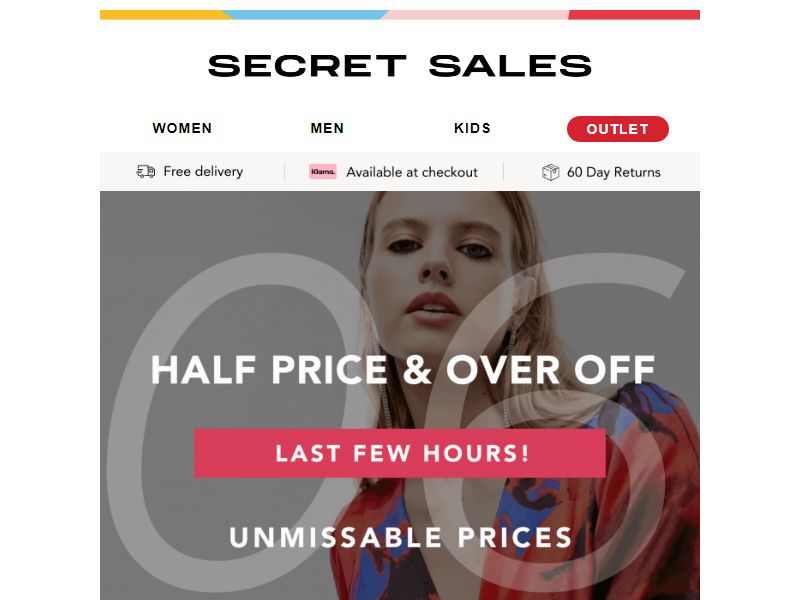 SECRET SALES
WOMEN MEN KIDS OUTLET
Free delivery Klarna. Available at checkout 60 Day Returns
06
HALF PRICE & OVER OFF
LAST FEW HOURS!
UNMISSABLE PRICES